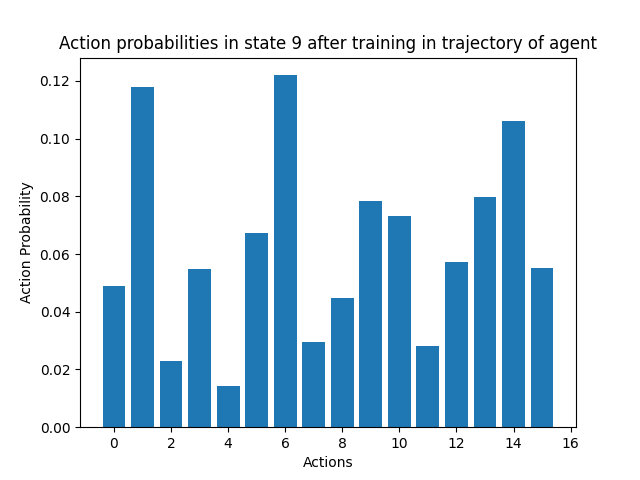 Action probabilities in state 9 after training in trajectory of agent
0.12
0.10
0.08
0.06
0.04
0.02
0.00
Action Probability
0 2 4 6 8 10 12 14 16
Actions